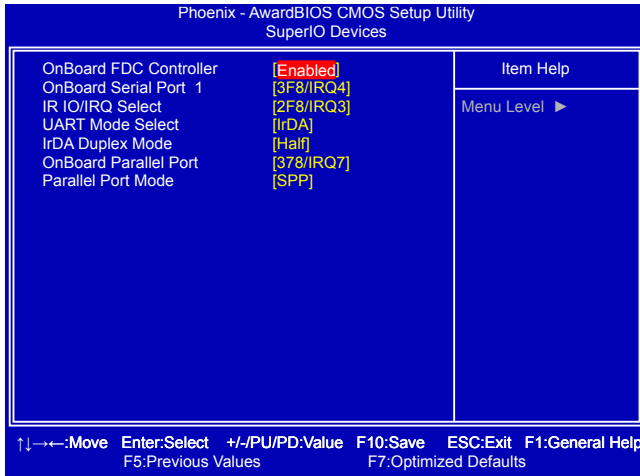 Phoenix - AwardBIOS CMOS Setup Utility
SuperIO Devices
OnBoard FDC Controller [Enabled]
OnBoard Serial Port 1 [3F8/IRQ4]
IR IO/IRQ Select [2F8/IRQ3]
UART Mode Select [IrDA]
IrDA Duplex Mode [Half]
OnBoard Parallel Port [378/IRQ7]
Parallel Port Mode [SPP]
Item Help
Menu Level ►
↑↓→←:Move Enter:Select +/-/PU/PD:Value F10:Save ESC:Exit F1:General Help
F5:Previous Values F7:Optimized Defaults